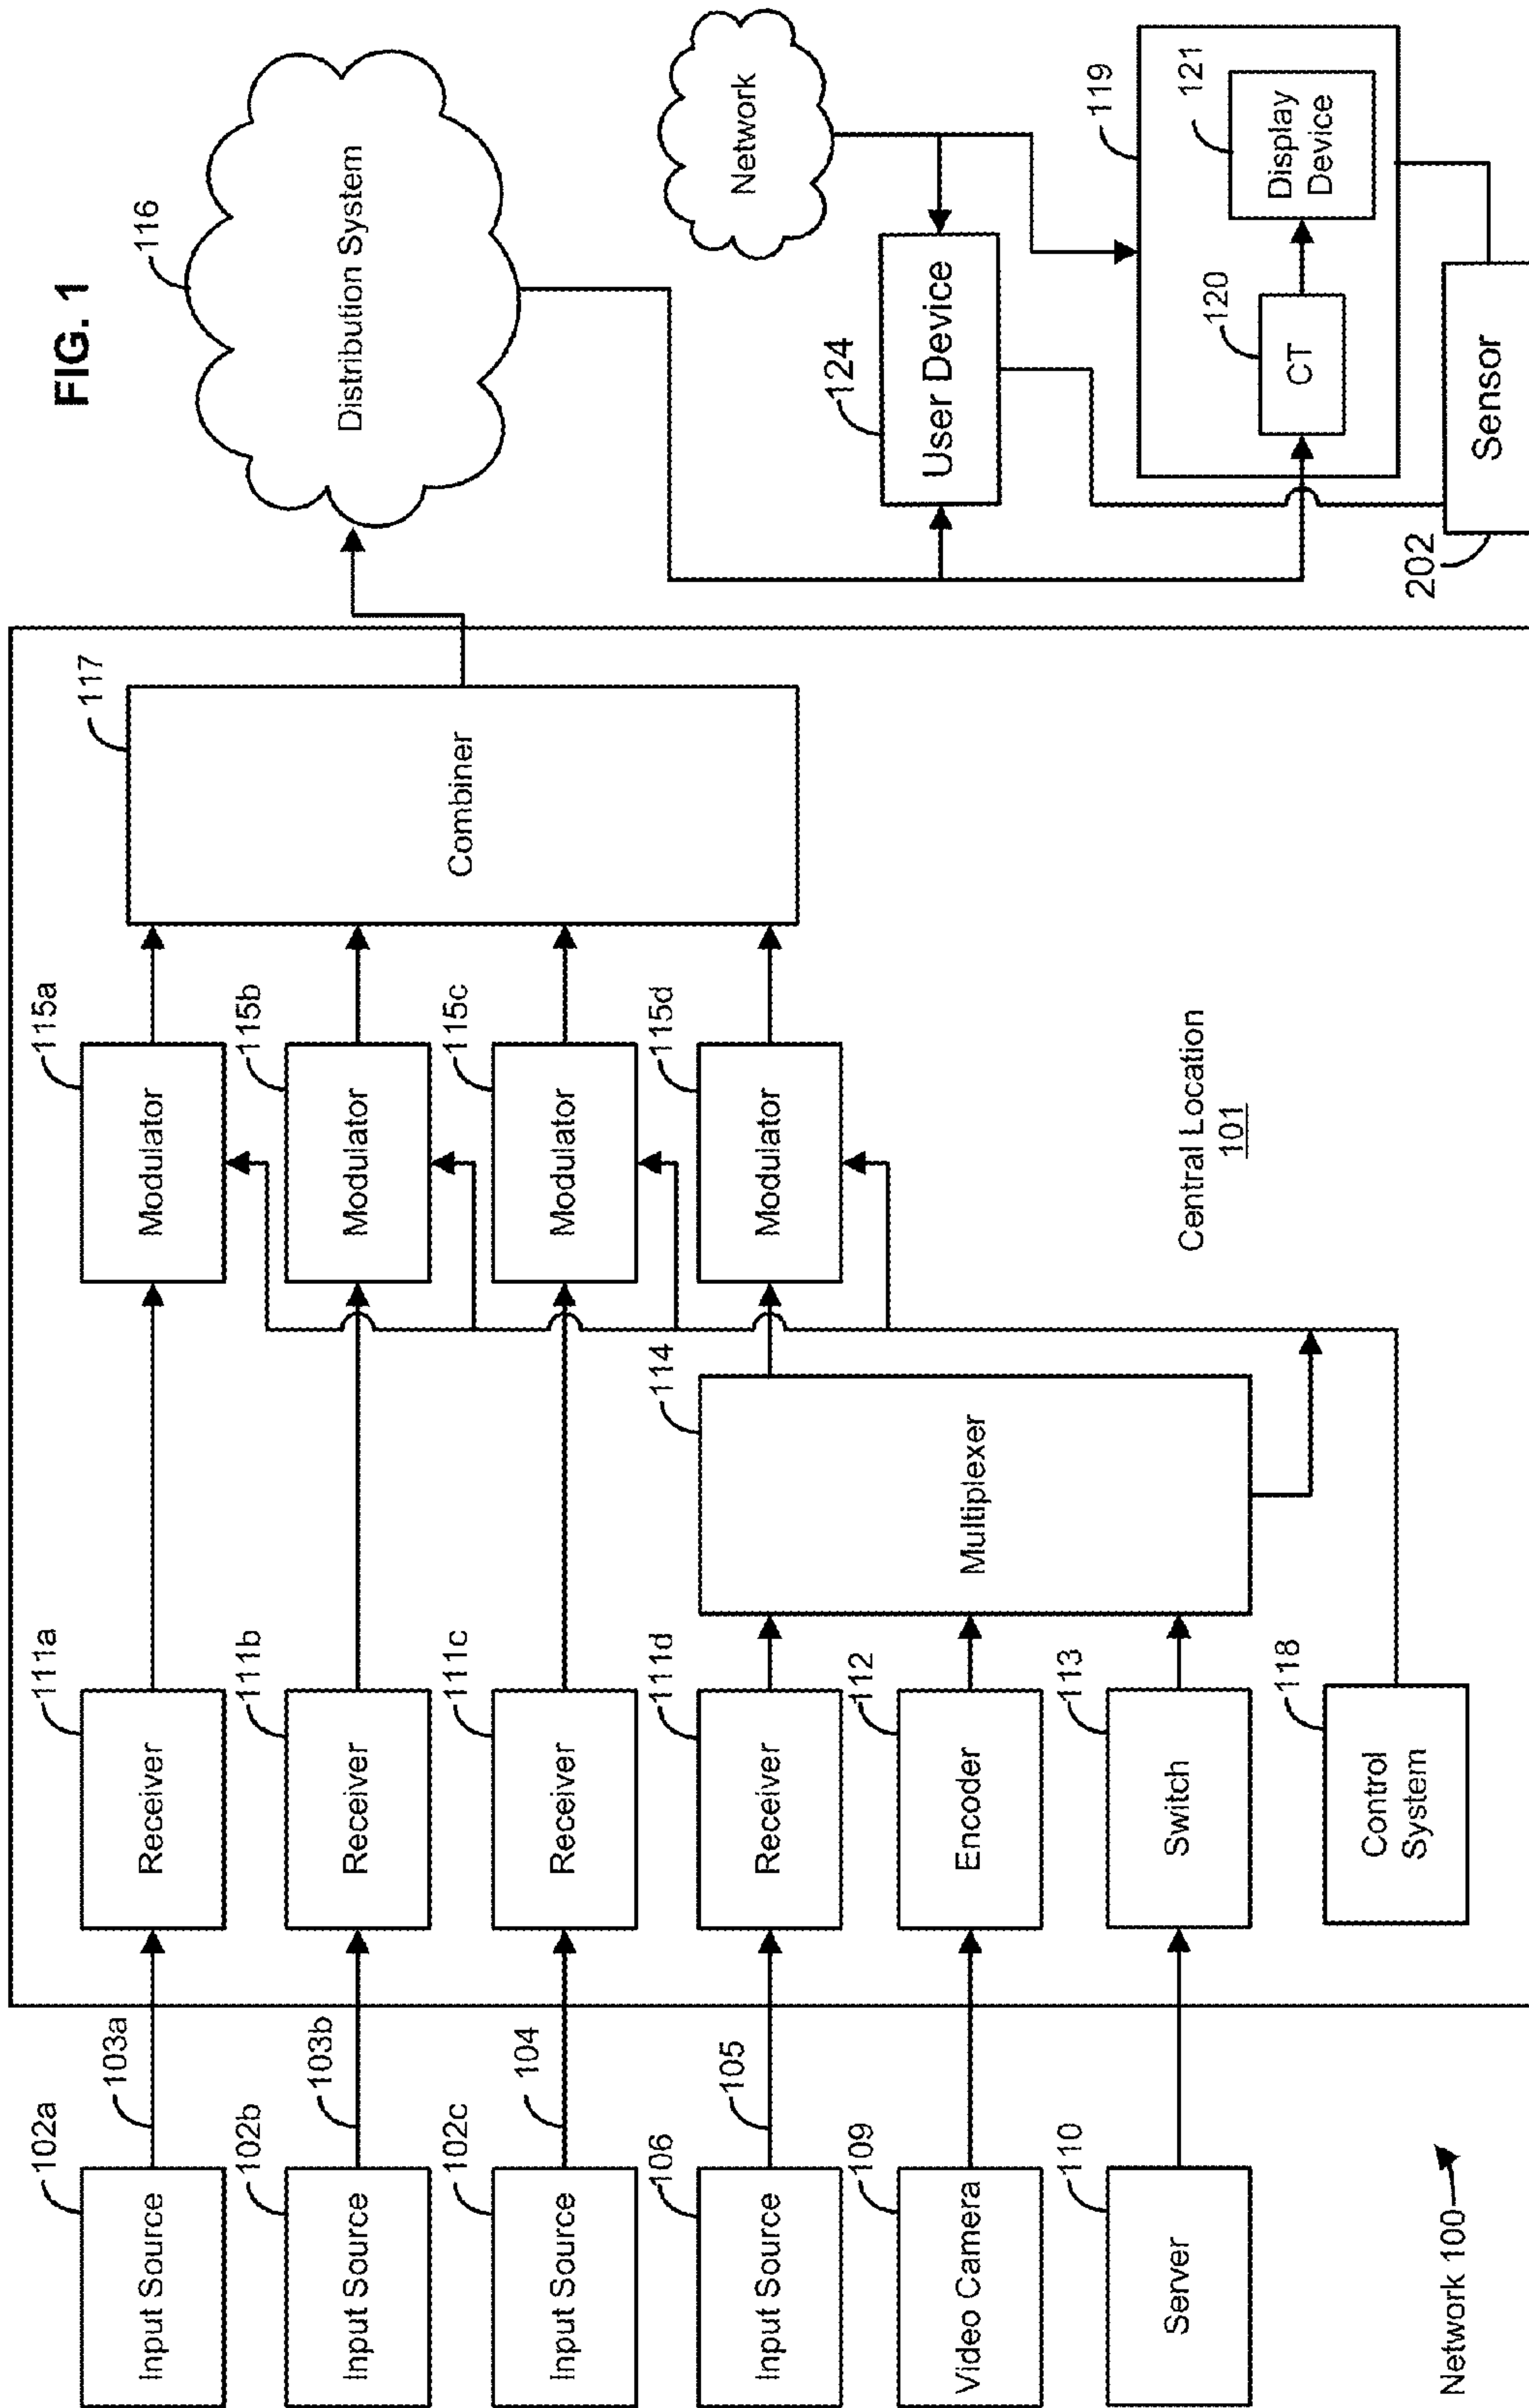 FIG. 1
102a
Input Source
103a
111a
Receiver
115a
Modulator
102b
Input Source
103b
111b
Receiver
115b
Modulator
102c
Input Source
104
111c
Receiver
115c
Modulator
117
Combiner
116
Distribution System
106
Input Source
105
111d
Receiver
114
Multiplexer
115d
Modulator
109
Video Camera
112
Encoder
110
Server
113
Switch
118
Control
System
Central Location
101
Network
124
User Device
119
120
CT
121
Display
Device
202
Sensor
Network 100